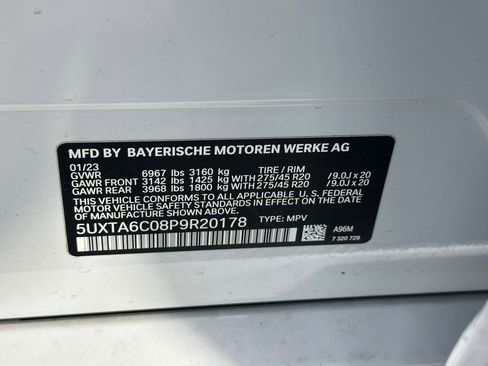 MFD BY BAYERISCHE MOTOREN WERKE AG
01/23
GVWR 6967 lbs 3160 kg TIRE / RIM
GAWR FRONT 3142 lbs 1425 kg WITH 275/45 R20 /9.0J x 20
GAWR REAR 3968 lbs 1800 kg WITH 275/45 R20 /9.0J x 20
THIS VEHICLE CONFORMS TO ALL APPLICABLE U. S. FEDERAL
MOTOR VEHICLE SAFETY STANDARDS IN EFFECT ON THE DATE OF
MANUFACTURE SHOWN ABOVE.
5UXTA6C08P9R20178 TYPE: MPV A96M
7 320 729